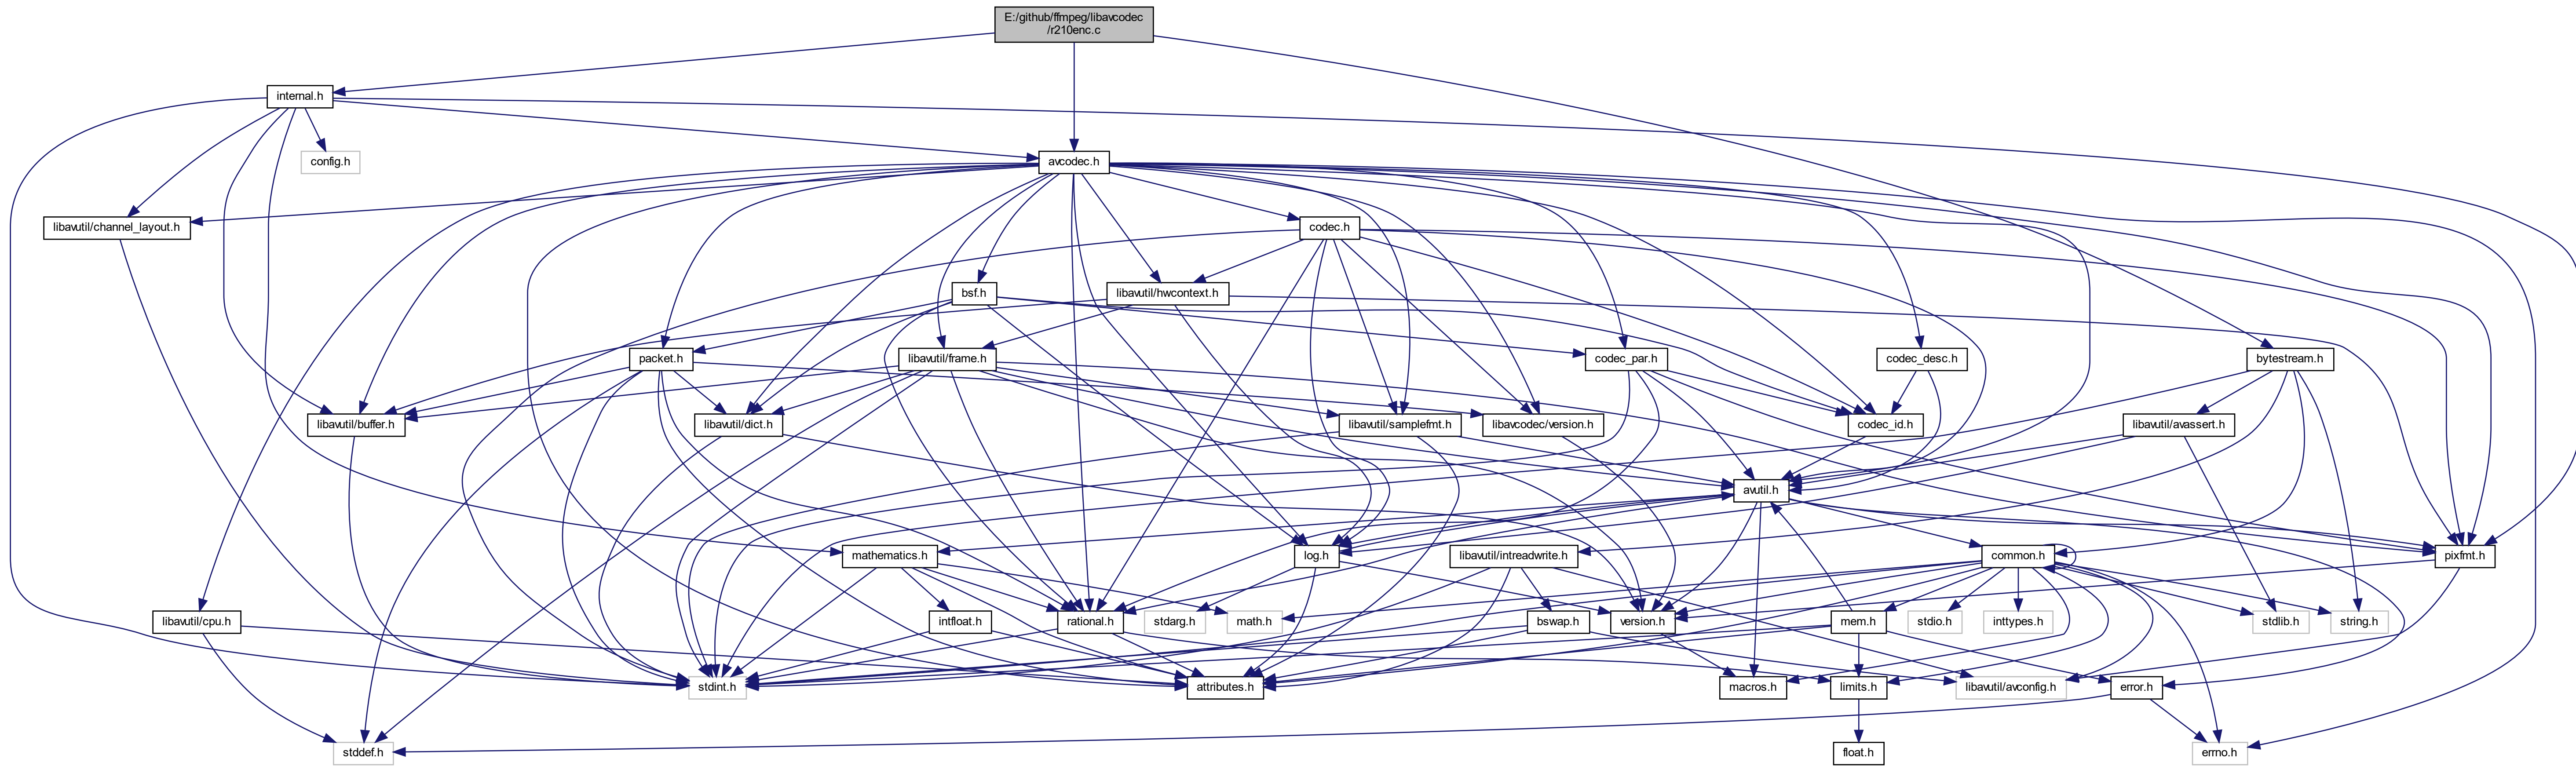 E:/github/ffmpeg/libavcodec
/r210enc.c
internal.h
config.h
avcodec.h
libavutil/channel_layout.h
codec.h
bsf.h
libavutil/hwcontext.h
packet.h
libavutil/frame.h
codec_par.h
codec_desc.h
bytestream.h
libavutil/buffer.h
libavutil/dict.h
libavutil/samplefmt.h
libavcodec/version.h
codec_id.h
libavutil/avassert.h
avutil.h
mathematics.h
log.h
libavutil/intreadwrite.h
common.h
pixfmt.h
libavutil/cpu.h
intfloat.h
rational.h
stdarg.h
math.h
bswap.h
version.h
mem.h
stdio.h
inttypes.h
stdlib.h
string.h
stdint.h
attributes.h
macros.h
limits.h
libavutil/avconfig.h
error.h
stddef.h
float.h
errno.h